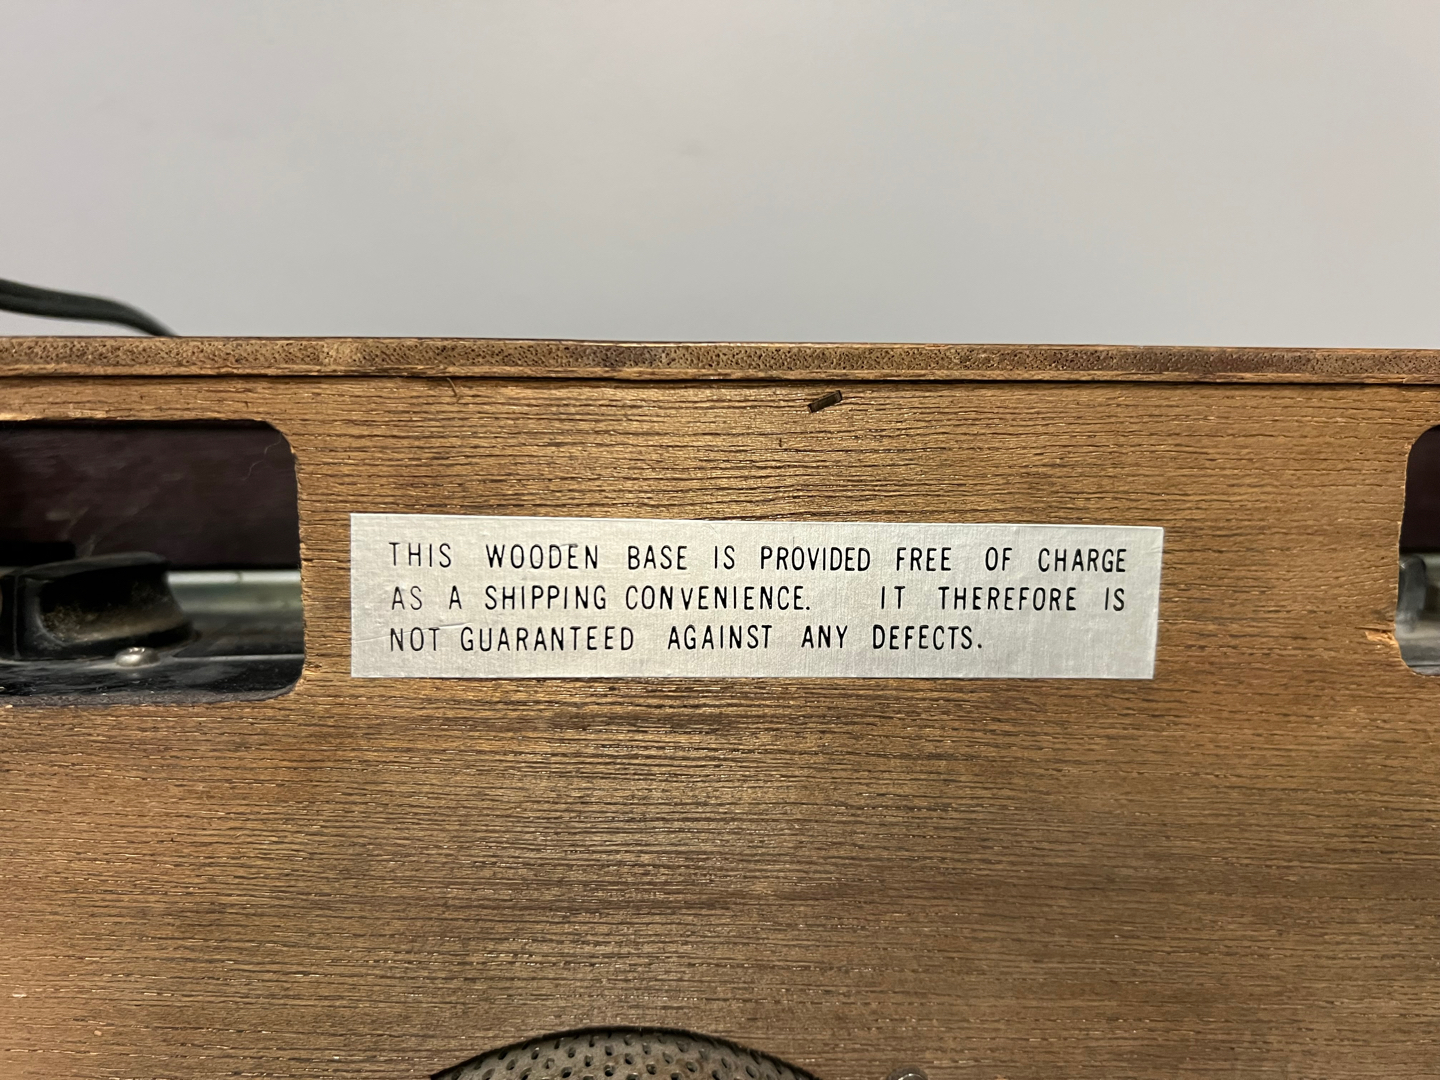 THIS WOODEN BASE IS PROVIDED FREE OF CHARGE
AS A SHIPPING CONVENIENCE. IT THEREFORE IS
NOT GUARANTEED AGAINST ANY DEFECTS.